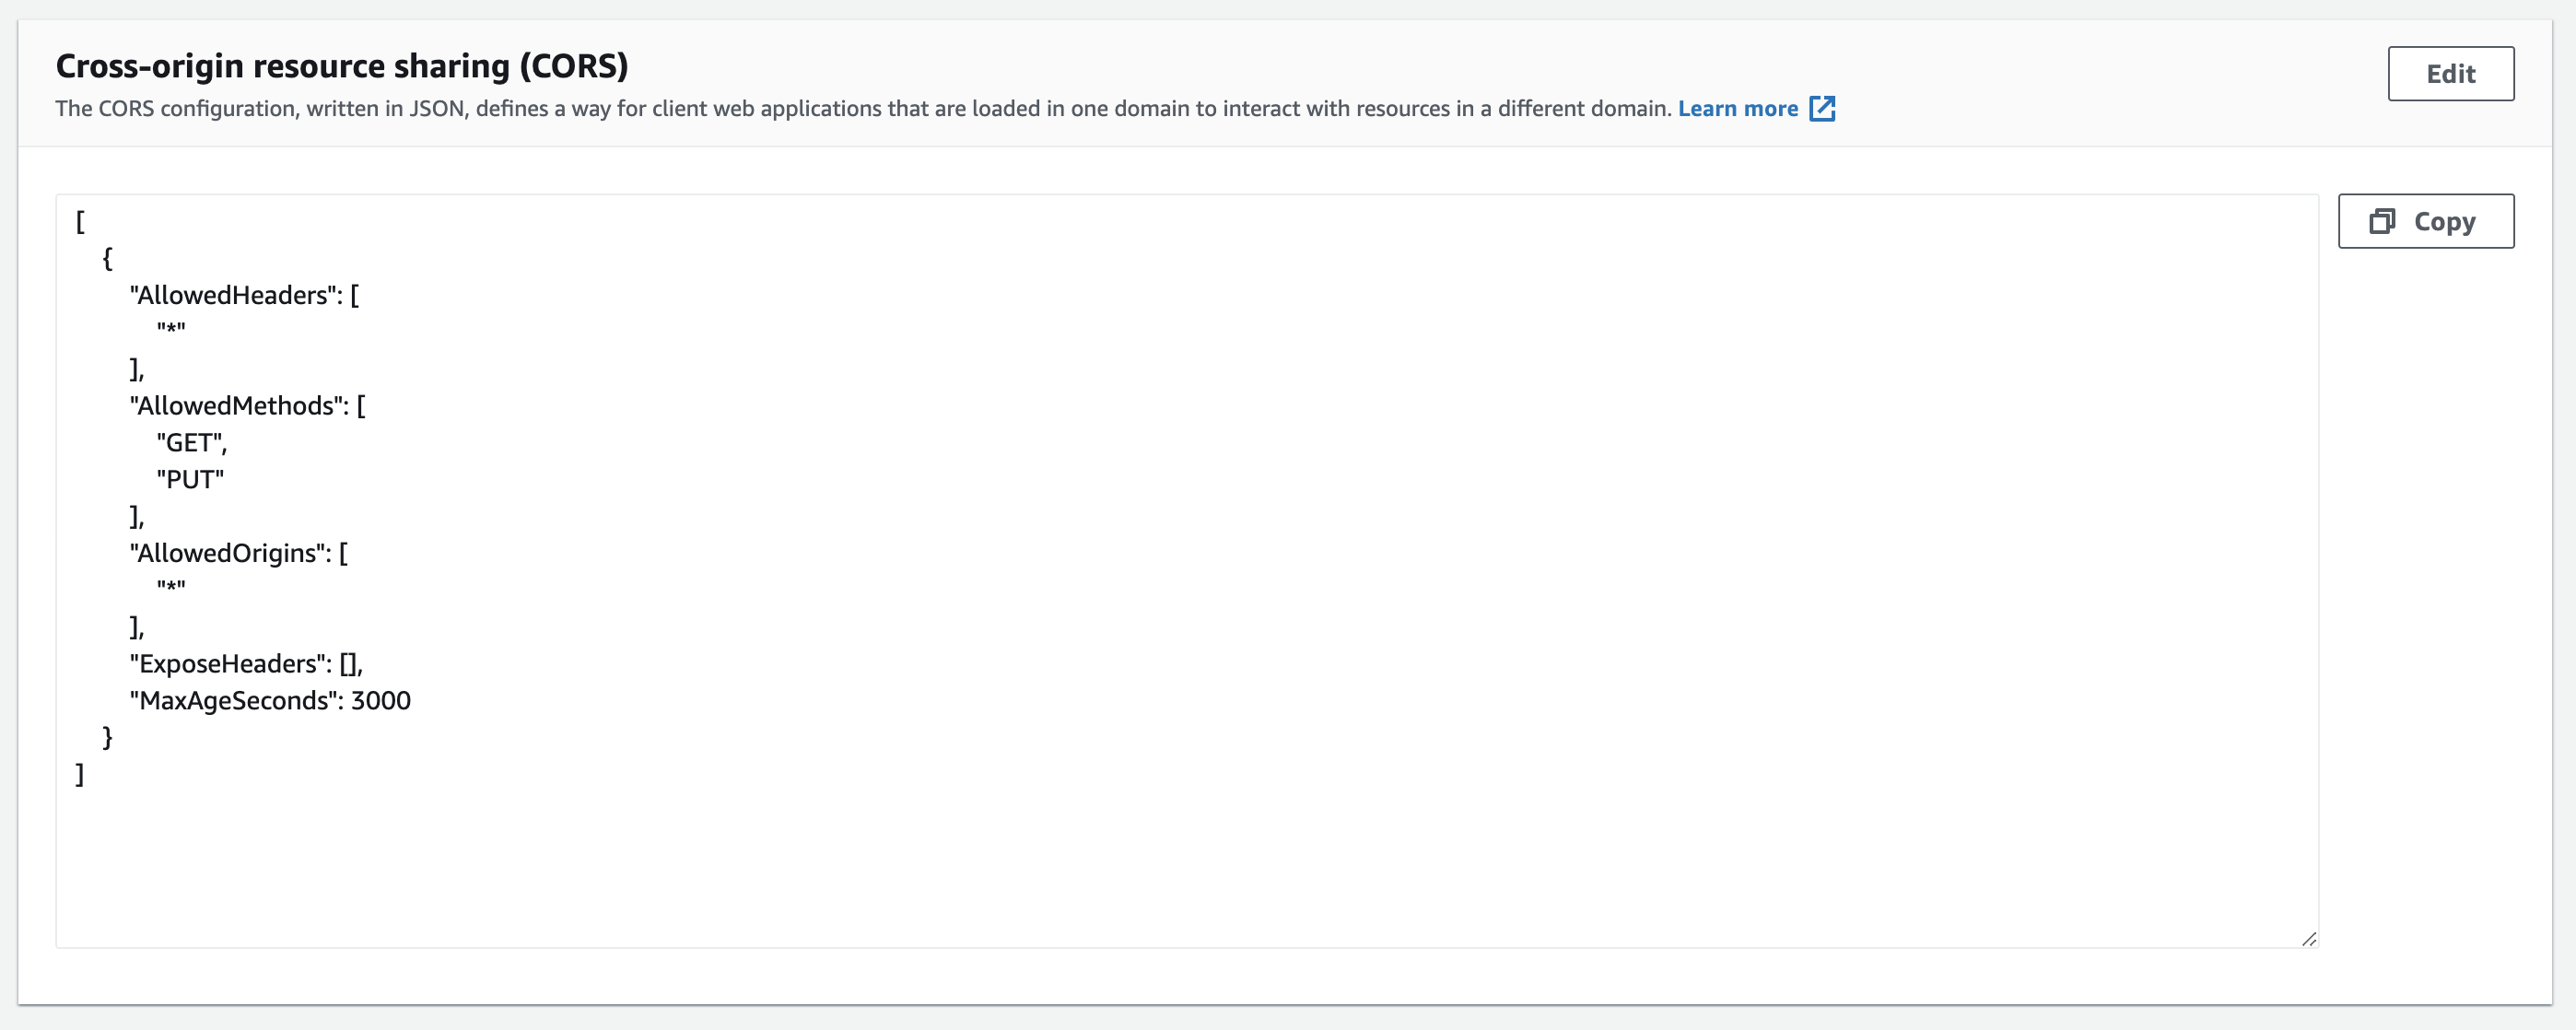 Cross-origin resource sharing (CORS)
Edit
The CORS configuration, written in JSON, defines a way for client web applications that are loaded in one domain to interact with resources in a different domain. Learn more
Copy
[
{
"AllowedHeaders": [
"*"
],
"AllowedMethods": [
"GET",
"PUT"
],
"AllowedOrigins": [
"*"
],
"ExposeHeaders": [],
"MaxAgeSeconds": 3000
}
]